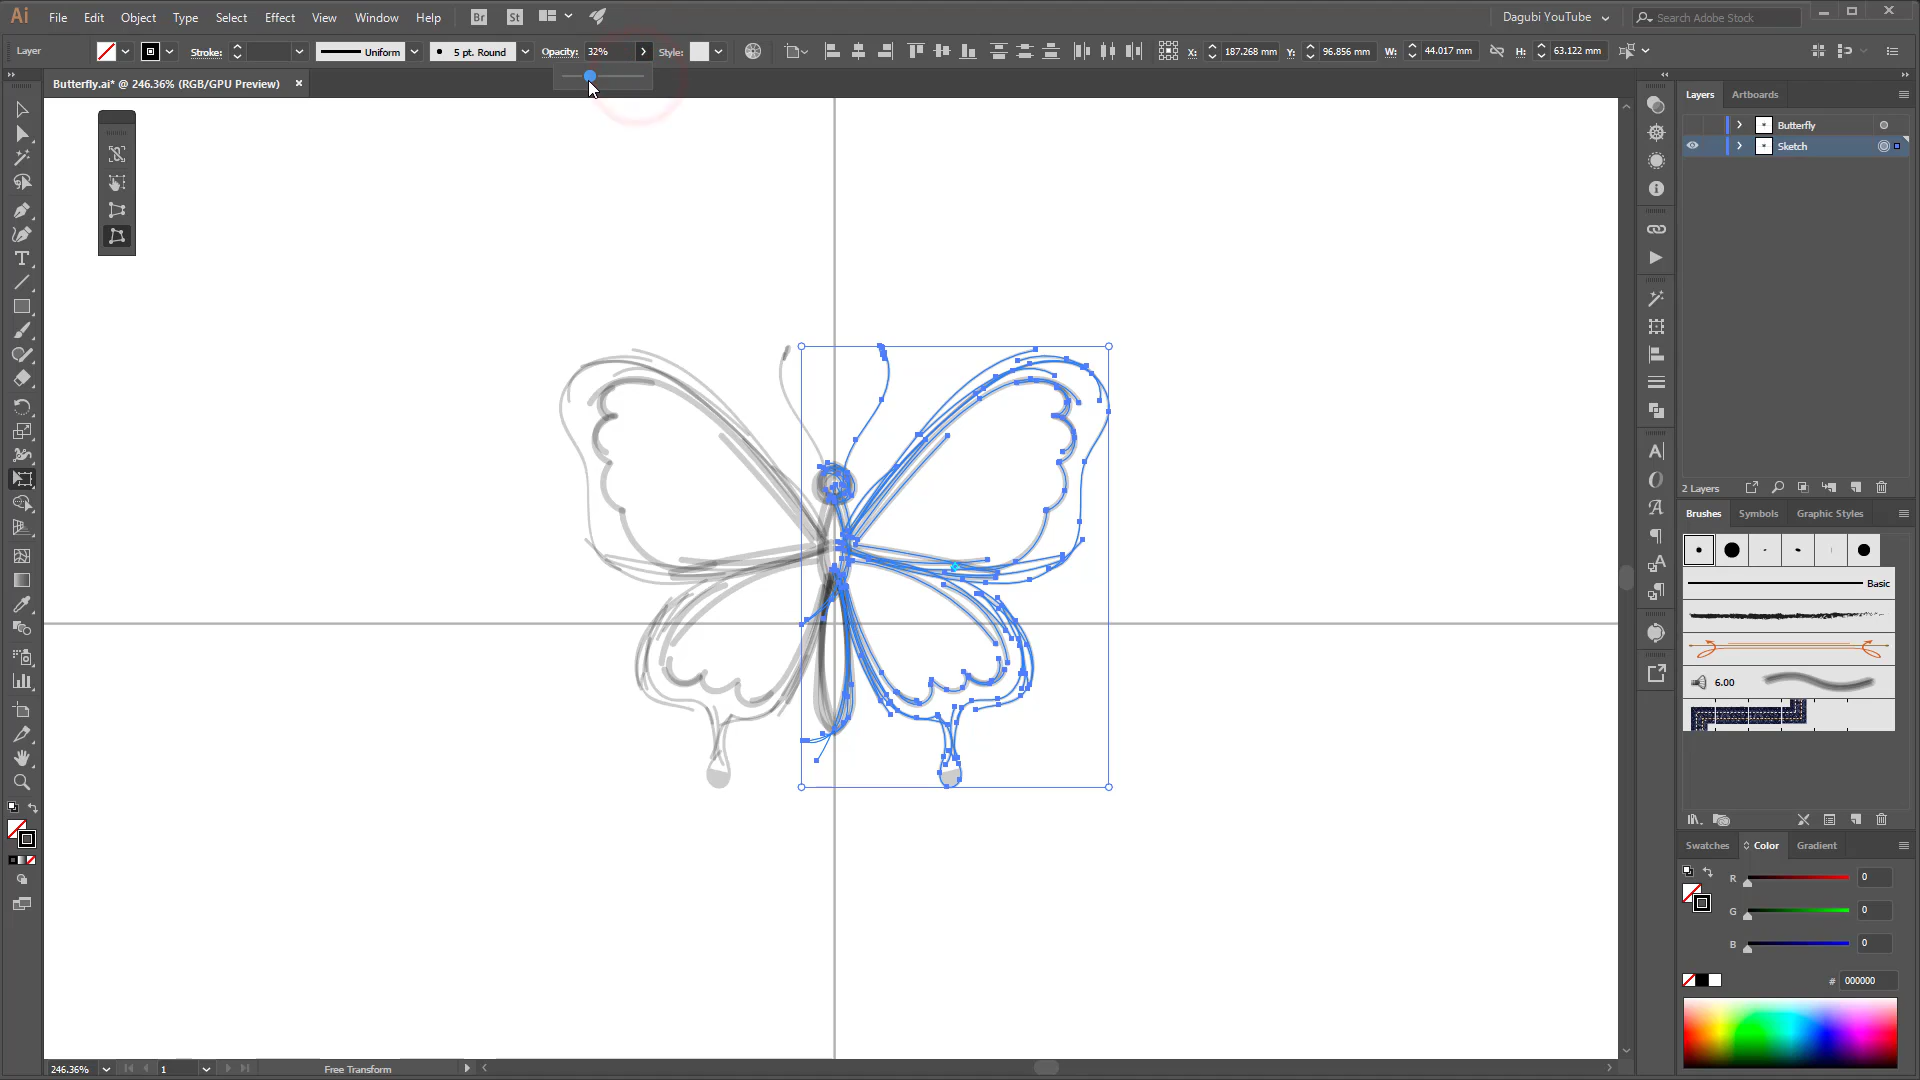 Ai File Edit Object Type Select Effect View Window Help Br St Dagubi YouTube Search Adobe Stock
Layer Stroke: Uniform 5 pt. Round Opacity: 32% Style: X: 187.268 mm Y: 96.856 mm W: 44.017 mm H: 63.122 mm
Butterfly.ai* @ 246.36% (RGB/GPU Preview)
Layers Artboards
Butterfly
Sketch
2 Layers
Brushes Symbols Graphic Styles
Basic
6.00
Swatches Color Gradient
R 0
G 0
B 0
# 000000
246.36% 1 Free Transform